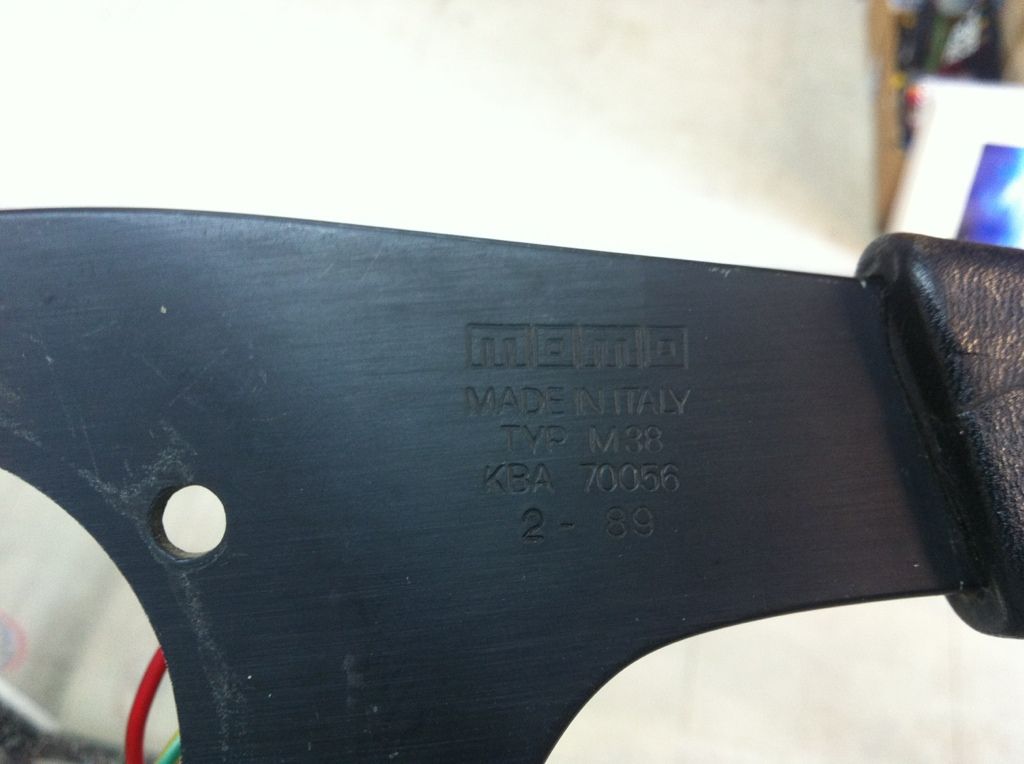 momo
MADE IN ITALY
TYP M38
KBA 70056
2 - 89